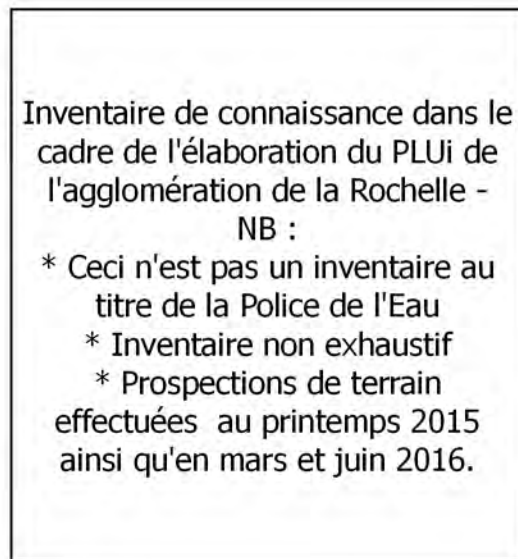 Inventaire de connaissance dans le
cadre de l'élaboration du PLUi de
l'agglomération de la Rochelle -
NB :
* Ceci n'est pas un inventaire au
titre de la Police de l'Eau
* Inventaire non exhaustif
* Prospections de terrain
effectuées  au printemps 2015
ainsi qu'en mars et juin 2016.